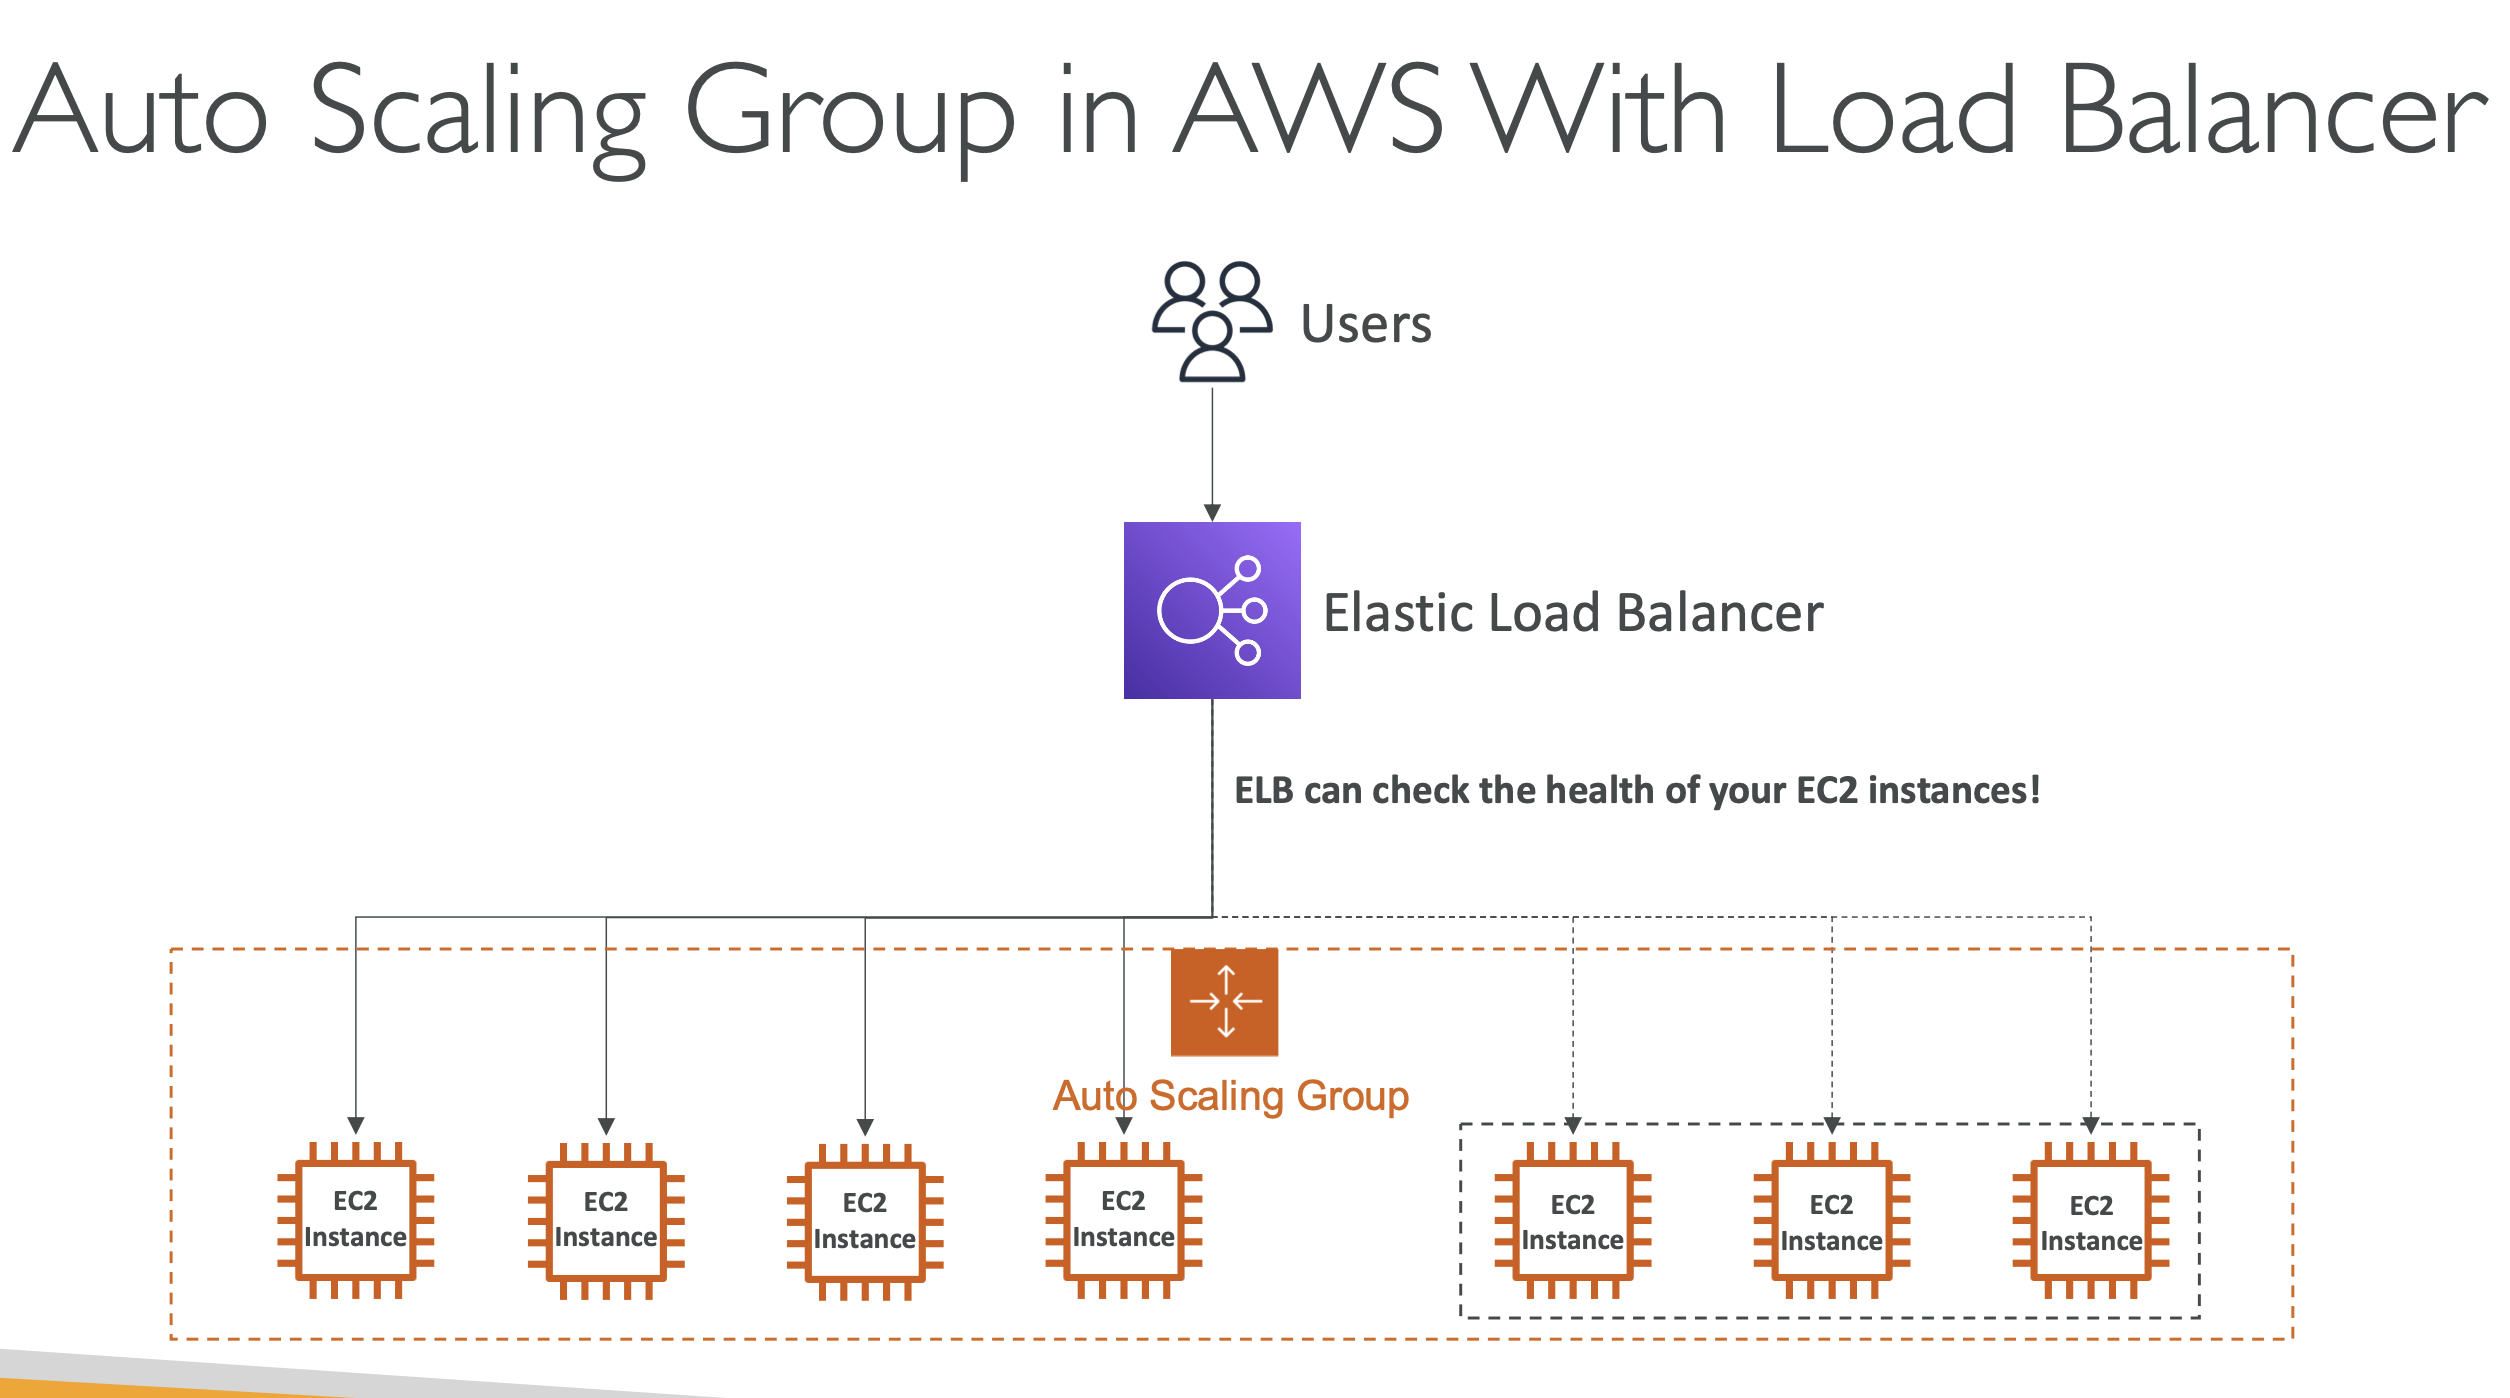 Auto Scaling Group in AWS With Load Balancer
Users
Elastic Load Balancer
ELB can check the health of your EC2 instances!
Auto Scaling Group
EC2
Instance
EC2
Instance
EC2
Instance
EC2
Instance
EC2
Instance
EC2
Instance
EC2
Instance